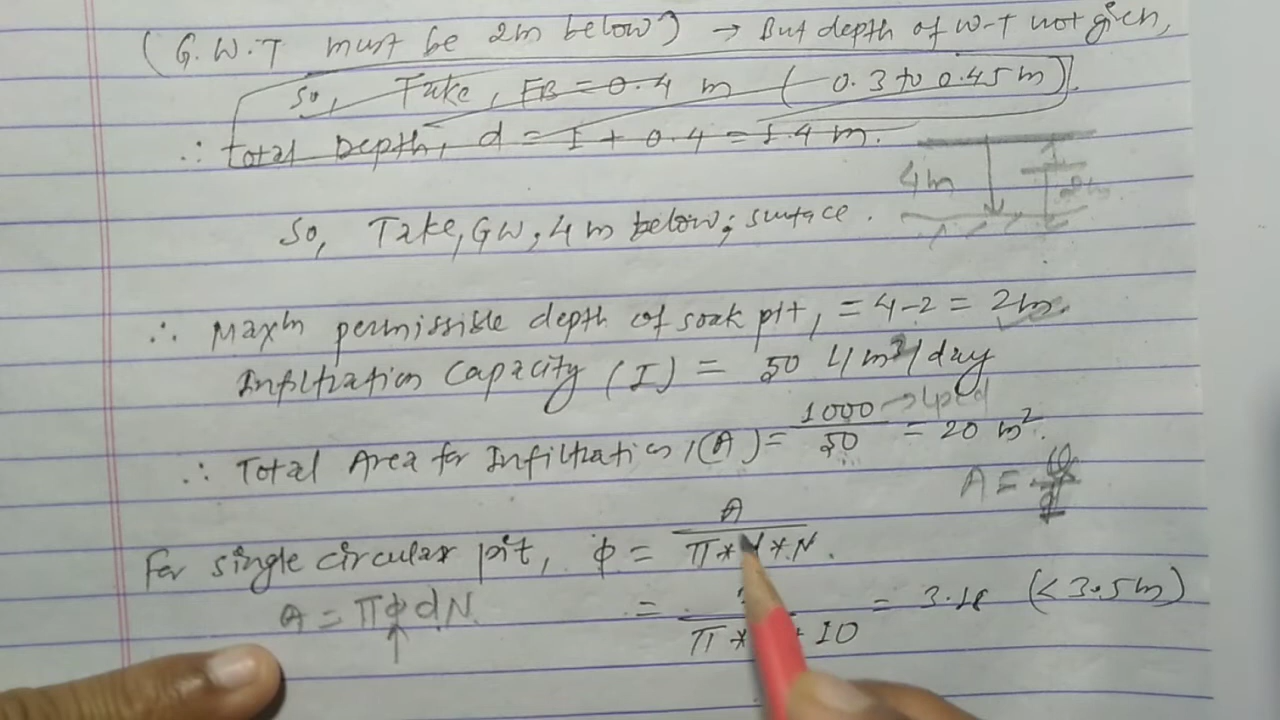 (G.W.T must be 2m below) → But depth of W.T not given,
So, Take, FB = 0.4 m (0.3 to 0.45m)
∴ total Depth, d = 1 + 0.4 = 1.4 m.
4m
So, Take, GW, 4 m below; surface.
∴ Maxm permissible depth of soak pit, = 4-2 = 2m.
Infiltration Capacity (I) = 50 l/m²/day
∴ Total Area for Infiltration, (A) = 1000/50 = 20 m².
→ lpcd
A =
For single circular pit, φ = A / π * d * N.
A = πφdN
= / π * * 10 = 3.18 (< 3.5m)